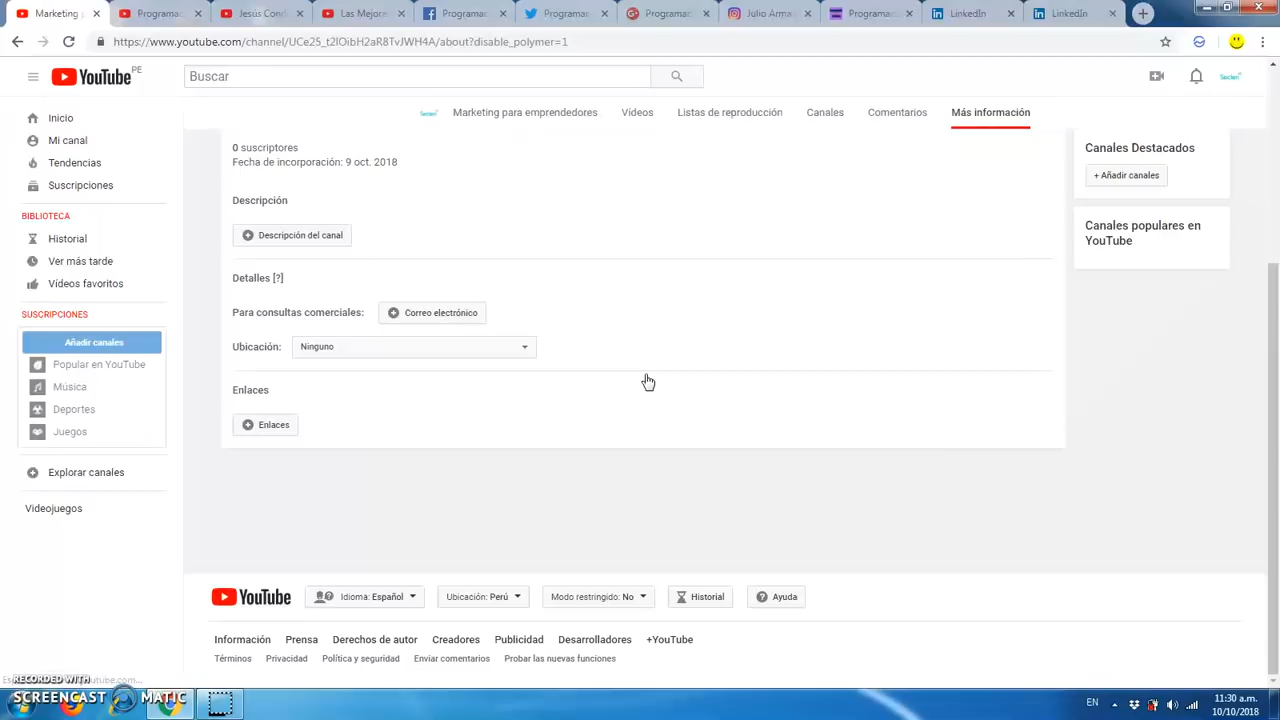 Marketing p
Programac
Jesus Cond
Las Mejore
Programac
Programac
Programac
Julio Arma
Programac
LinkedIn
LinkedIn
https://www.youtube.com/channel/UCe25_t2lOibH2aR8TvJWH4A/about?disable_polymer=1
YouTube PE
Buscar
Secten
Secten Marketing para emprendedores Vídeos Listas de reproducción Canales Comentarios Más información
Inicio
Mi canal
Tendencias
Suscripciones
BIBLIOTECA
Historial
Ver más tarde
Vídeos favoritos
SUSCRIPCIONES
Añadir canales
Popular en YouTube
Música
Deportes
Juegos
Explorar canales
Videojuegos
0 suscriptores
Fecha de incorporación: 9 oct. 2018
Descripción
Descripción del canal
Detalles [?]
Para consultas comerciales: Correo electrónico
Ubicación: Ninguno
Enlaces
Enlaces
Canales Destacados
+ Añadir canales
Canales populares en
YouTube
YouTube Idioma: Español Ubicación: Perú Modo restringido: No Historial Ayuda
Información Prensa Derechos de autor Creadores Publicidad Desarrolladores +YouTube
Términos Privacidad Política y seguridad Enviar comentarios Probar las nuevas funciones
RECORDED WITH
SCREENCAST MATIC
EN
11:30 a.m.
10/10/2018